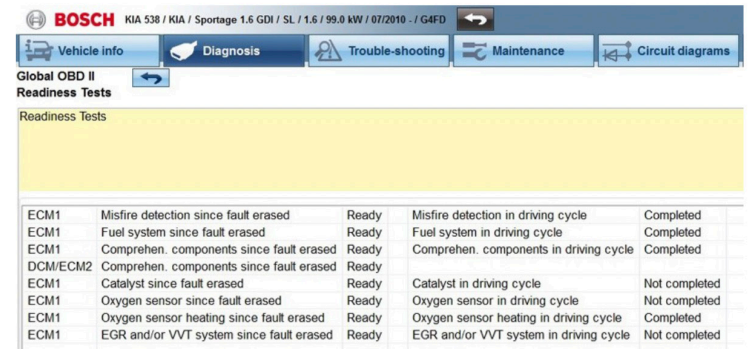 BOSCH KIA 538 / KIA / Sportage 1.6 GDI / SL / 1.6 / 99.0 kW / 07/2010 - / G4FD
Vehicle info Diagnosis Trouble-shooting Maintenance Circuit diagrams
Global OBD II
Readiness Tests
Readiness Tests
ECM1 Misfire detection since fault erased Ready Misfire detection in driving cycle Completed
ECM1 Fuel system since fault erased Ready Fuel system in driving cycle Completed
ECM1 Comprehen. components since fault erased Ready Comprehen. components in driving cycle Completed
DCM/ECM2 Comprehen. components since fault erased Ready
ECM1 Catalyst since fault erased Ready Catalyst in driving cycle Not completed
ECM1 Oxygen sensor since fault erased Ready Oxygen sensor in driving cycle Not completed
ECM1 Oxygen sensor heating since fault erased Ready Oxygen sensor heating in driving cycle Completed
ECM1 EGR and/or VVT system since fault erased Ready EGR and/or VVT system in driving cycle Not completed